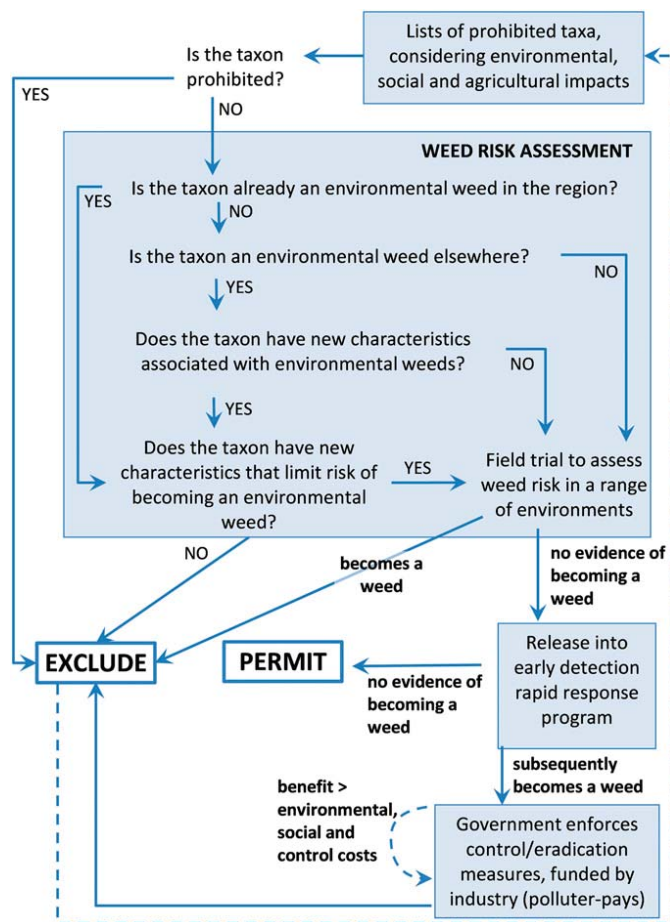 Lists of prohibited taxa,
considering environmental,
social and agricultural impacts
Is the taxon
prohibited?
YES
NO
WEED RISK ASSESSMENT
Is the taxon already an environmental weed in the region?
YES
NO
Is the taxon an environmental weed elsewhere?
NO
YES
Does the taxon have new characteristics
associated with environmental weeds?
NO
YES
Does the taxon have new
characteristics that limit risk of
becoming an environmental
weed?
YES
Field trial to assess
weed risk in a range
of environments
NO
becomes a
weed
no evidence of
becoming a
weed
EXCLUDE
PERMIT
no evidence of
becoming a
weed
Release into
early detection
rapid response
program
subsequently
becomes a weed
benefit >
environmental,
social and
control costs
Government enforces
control/eradication
measures, funded by
industry (polluter-pays)